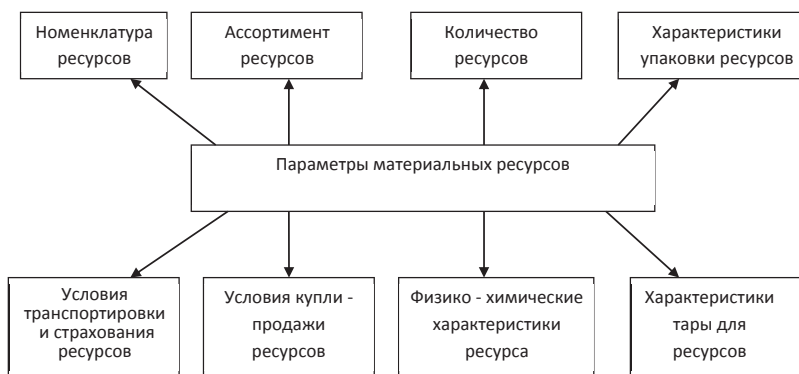 Номенклатура
ресурсов
Ассортимент
ресурсов
Количество
ресурсов
Характеристики
упаковки ресурсов
Параметры материальных ресурсов
Условия
транспортировки
и страхования
ресурсов
Условия купли -
продажи
ресурсов
Физико - химические
характеристики
ресурса
Характеристики
тары для
ресурсов